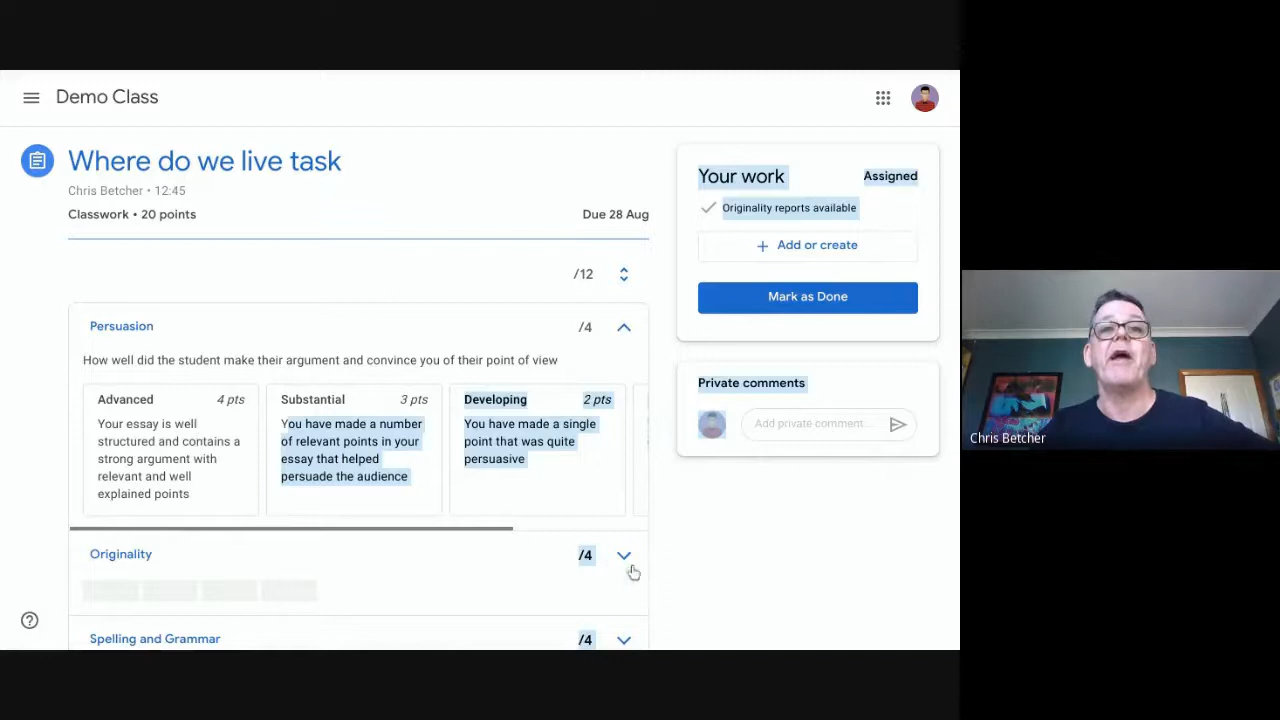 Demo Class
Where do we live task
Chris Betcher • 12:45
Classwork • 20 points
Due 28 Aug
/12
Persuasion
/4
How well did the student make their argument and convince you of their point of view
Advanced 4 pts
Your essay is well
structured and contains a
strong argument with
relevant and well
explained points
Substantial 3 pts
You have made a number
of relevant points in your
essay that helped
persuade the audience
Developing 2 pts
You have made a single
point that was quite
persuasive
Originality
/4
Spelling and Grammar
/4
Your work
Assigned
Originality reports available
+ Add or create
Mark as Done
Private comments
Add private comment...
Chris Betcher